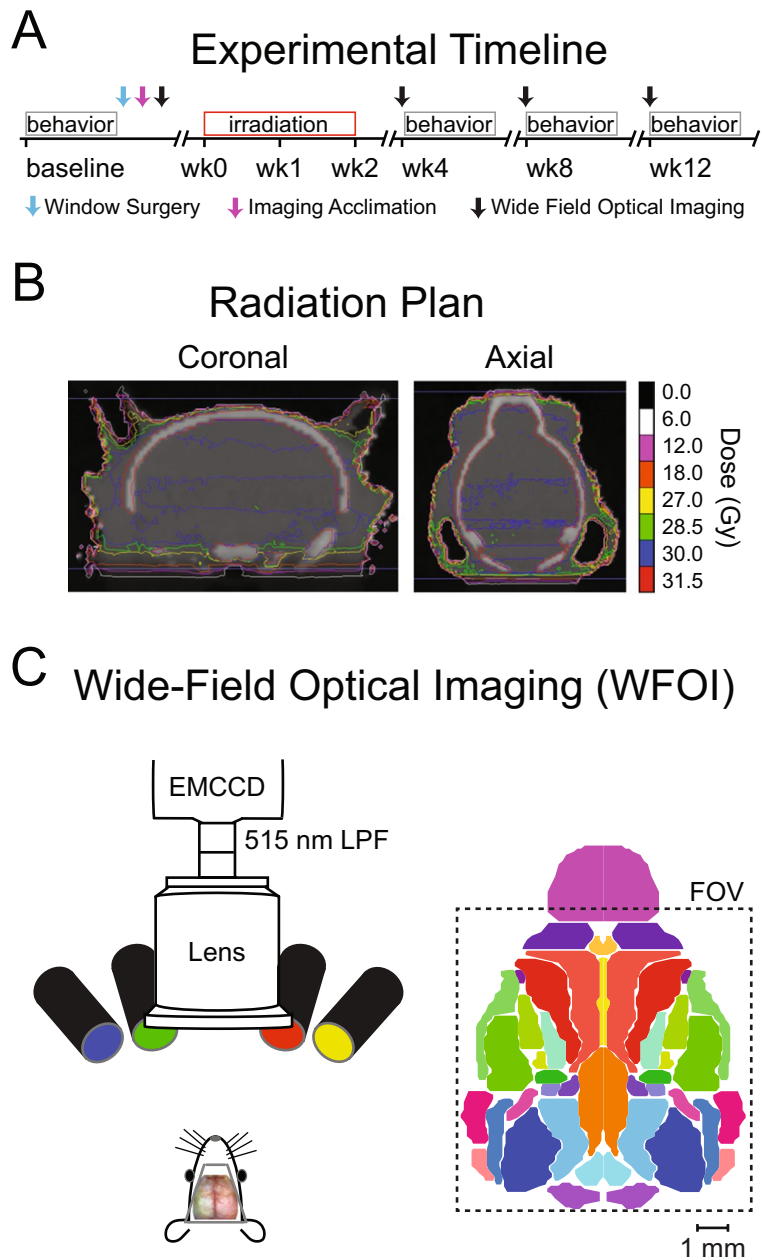 A
Experimental Timeline
behavior irradiation behavior behavior behavior
baseline wk0 wk1 wk2 wk4 wk8 wk12
Window Surgery Imaging Acclimation Wide Field Optical Imaging
B
Radiation Plan
Coronal Axial
0.0
6.0
12.0
18.0
27.0
28.5
30.0
31.5
Dose (Gy)
C
Wide-Field Optical Imaging (WFOI)
EMCCD
515 nm LPF
Lens
FOV
1 mm